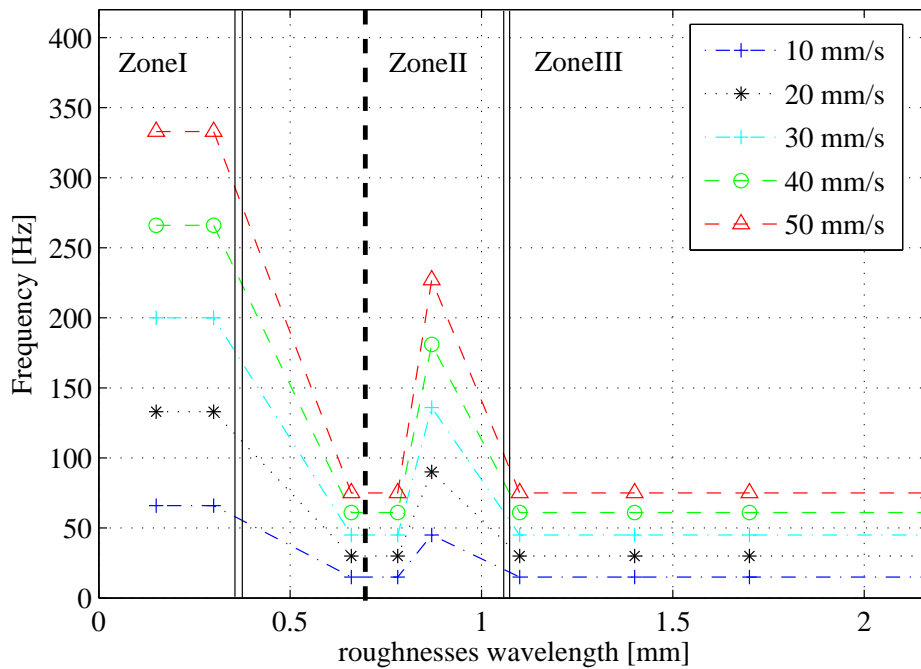 400
350
300
250
200
150
100
50
0
Frequency [Hz]
ZoneI
ZoneII
ZoneIII
10 mm/s
20 mm/s
30 mm/s
40 mm/s
50 mm/s
0
0.5
1
1.5
2
roughnesses wavelength [mm]